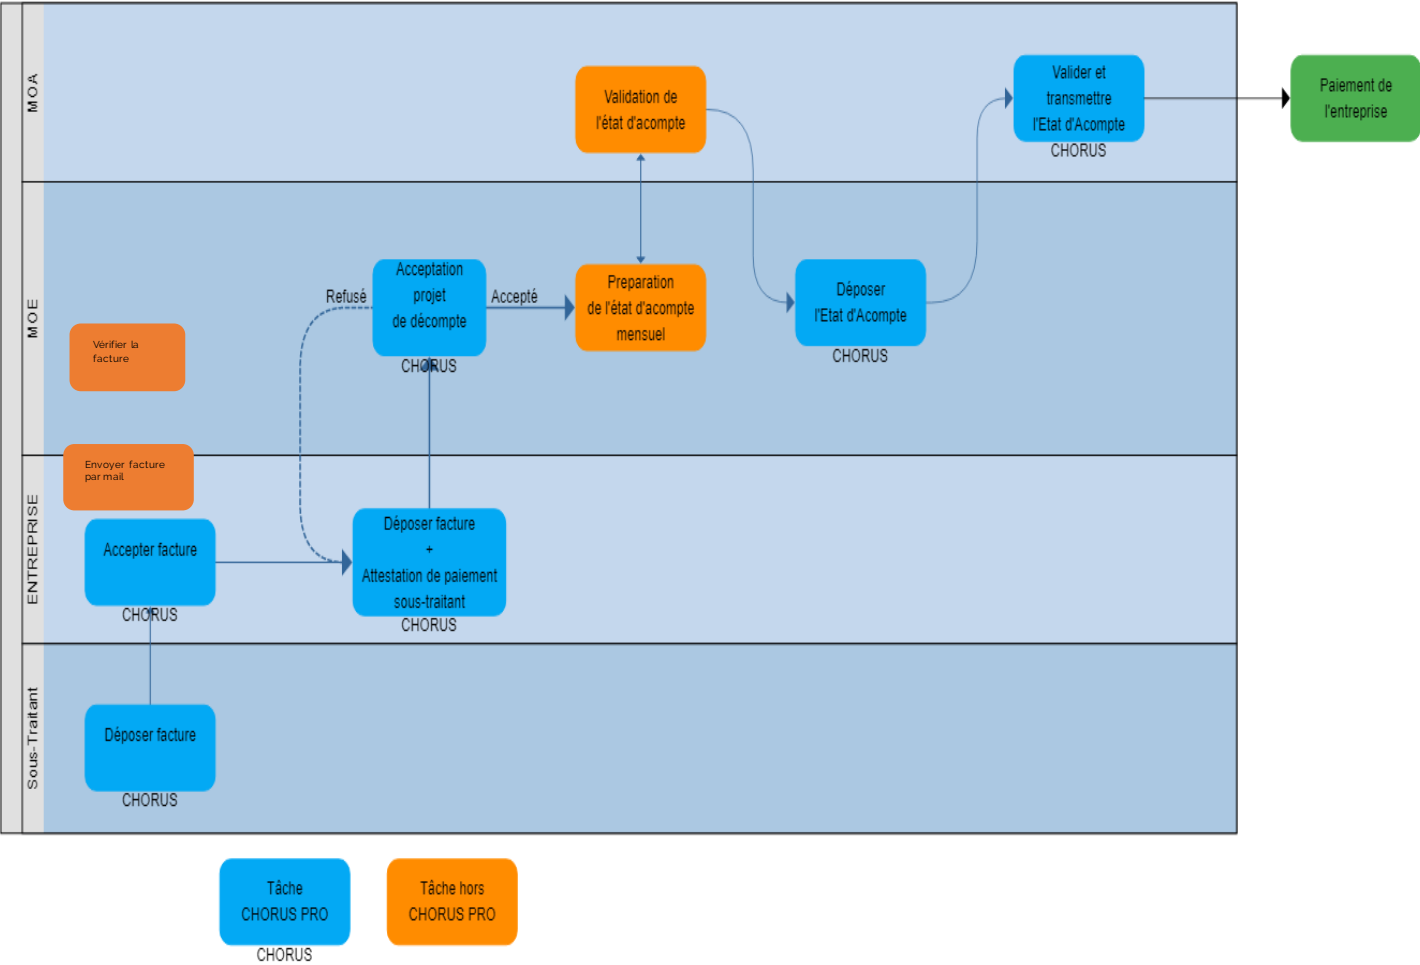 MOA
Validation de
l'état d'acompte
Valider et
transmettre
l'Etat d'Acompte
CHORUS
Paiement de
l'entreprise
MOE
Vérifier la
facture
Refusé
Acceptation
projet
de décompte
CHORUS
Accepté
Preparation
de l'état d'acompte
mensuel
Déposer
l'Etat d'Acompte
CHORUS
ENTREPRISE
Envoyer facture
par mail
Accepter facture
CHORUS
Déposer facture
+
Attestation de paiement
sous-traitant
CHORUS
Sous-Traitant
Déposer facture
CHORUS
Tâche
CHORUS PRO
CHORUS
Tâche hors
CHORUS PRO